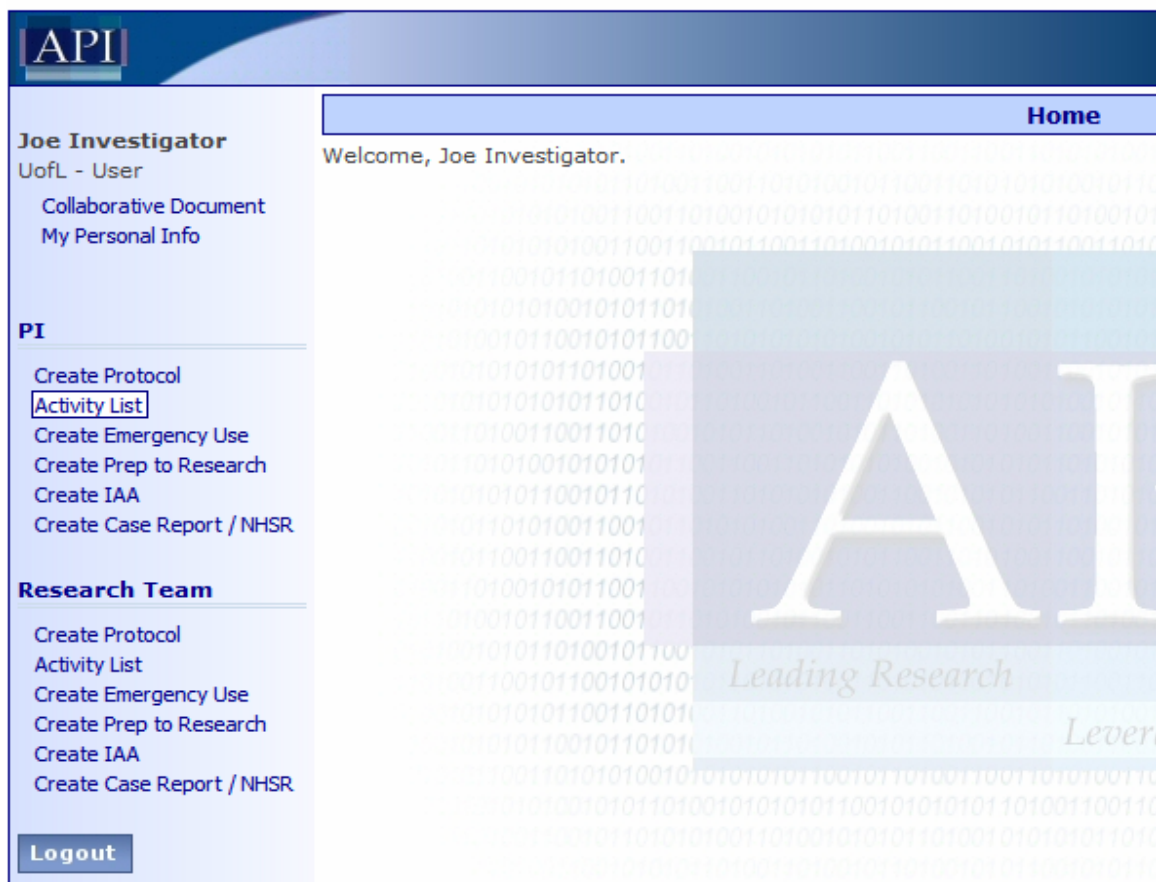 API
Joe Investigator
UofL - User
Collaborative Document
My Personal Info
PI
Create Protocol
Activity List
Create Emergency Use
Create Prep to Research
Create IAA
Create Case Report / NHSR
Research Team
Create Protocol
Activity List
Create Emergency Use
Create Prep to Research
Create IAA
Create Case Report / NHSR
Logout
Home
Welcome, Joe Investigator.
Leading Research